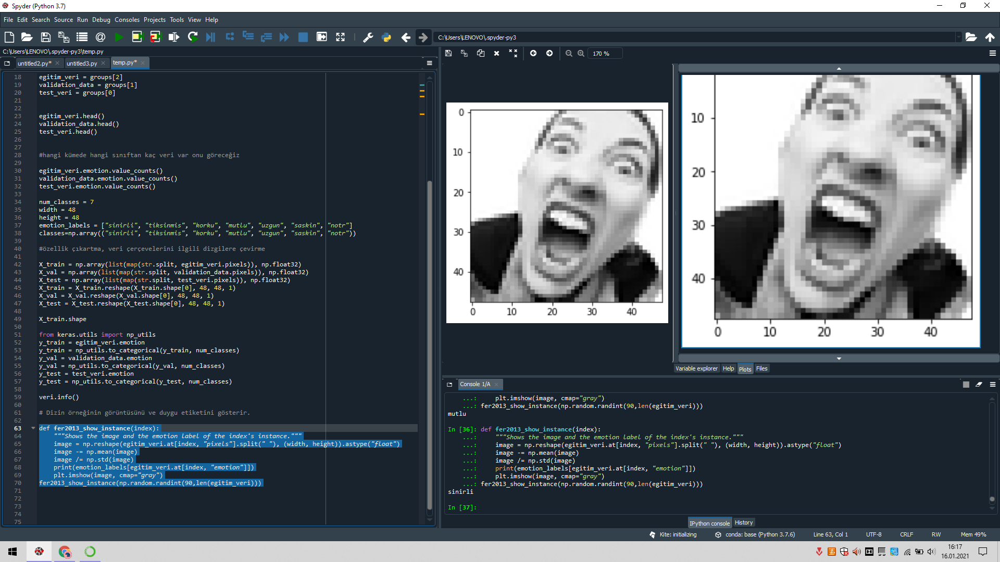 Spyder (Python 3.7)
File Edit Search Source Run Debug Consoles Projects Tools View Help
C:\Users\LENOVO\.spyder-py3
C:\Users\LENOVO\.spyder-py3\temp.py
untitled2.py* untitled3.py temp.py*
18 egitim_veri = groups[2]
19 validation_data = groups[1]
20 test_veri = groups[0]
21
22
23 egitim_veri.head()
24 validation_data.head()
25 test_veri.head()
26
27
28 #hangi kümede hangi sınıftan kaç veri var onu göreceğiz
29
30 egitim_veri.emotion.value_counts()
31 validation_data.emotion.value_counts()
32 test_veri.emotion.value_counts()
33
34 num_classes = 7
35 width = 48
36 height = 48
37 emotion_labels = ["sinirli", "tiksinmis", "korku", "mutlu", "uzgun", "saskin", "notr"]
38 classes=np.array(("sinirli", "tiksinmis", "korku", "mutlu", "uzgun", "saskin", "notr"))
39
40 #özellik çıkartma, veri çerçevelerini ilgili dizgilere çevirme
41
42 X_train = np.array(list(map(str.split, egitim_veri.pixels)), np.float32)
43 X_val = np.array(list(map(str.split, validation_data.pixels)), np.float32)
44 X_test = np.array(list(map(str.split, test_veri.pixels)), np.float32)
45 X_train = X_train.reshape(X_train.shape[0], 48, 48, 1)
46 X_val = X_val.reshape(X_val.shape[0], 48, 48, 1)
47 X_test = X_test.reshape(X_test.shape[0], 48, 48, 1)
48
49 X_train.shape
50
51 from keras.utils import np_utils
52 y_train = egitim_veri.emotion
53 y_train = np_utils.to_categorical(y_train, num_classes)
54 y_val = validation_data.emotion
55 y_val = np_utils.to_categorical(y_val, num_classes)
56 y_test = test_veri.emotion
57 y_test = np_utils.to_categorical(y_test, num_classes)
58
59 veri.info()
60
61 # Dizin örneğinin görüntüsünü ve duygu etiketini gösterir.
62
63 def fer2013_show_instance(index):
64 """Shows the image and the emotion label of the index's instance."""
65 image = np.reshape(egitim_veri.at[index, "pixels"].split(" "), (width, height)).astype("float")
66 image -= np.mean(image)
67 image /= np.std(image)
68 print(emotion_labels[egitim_veri.at[index, "emotion"]])
69 plt.imshow(image, cmap="gray")
70 fer2013_show_instance(np.random.randint(90,len(egitim_veri)))
71
72
73
74
75
170 %
0
10
20
30
40
0 10 20 30 40
10
20
30
40
0 10 20 30 40
Variable explorer Help Plots Files
Console 1/A
...: plt.imshow(image, cmap="gray")
...: fer2013_show_instance(np.random.randint(90,len(egitim_veri)))
mutlu
In [36]: def fer2013_show_instance(index):
...: """Shows the image and the emotion label of the index's instance."""
...: image = np.reshape(egitim_veri.at[index, "pixels"].split(" "), (width, height)).astype("float")
...: image -= np.mean(image)
...: image /= np.std(image)
...: print(emotion_labels[egitim_veri.at[index, "emotion"]])
...: plt.imshow(image, cmap="gray")
...: fer2013_show_instance(np.random.randint(90,len(egitim_veri)))
sinirli
In [37]:
IPython console History
Kite: initializing conda: base (Python 3.7.6) Line 63, Col 1 UTF-8 CRLF RW Mem 49%
16:17
16.01.2021